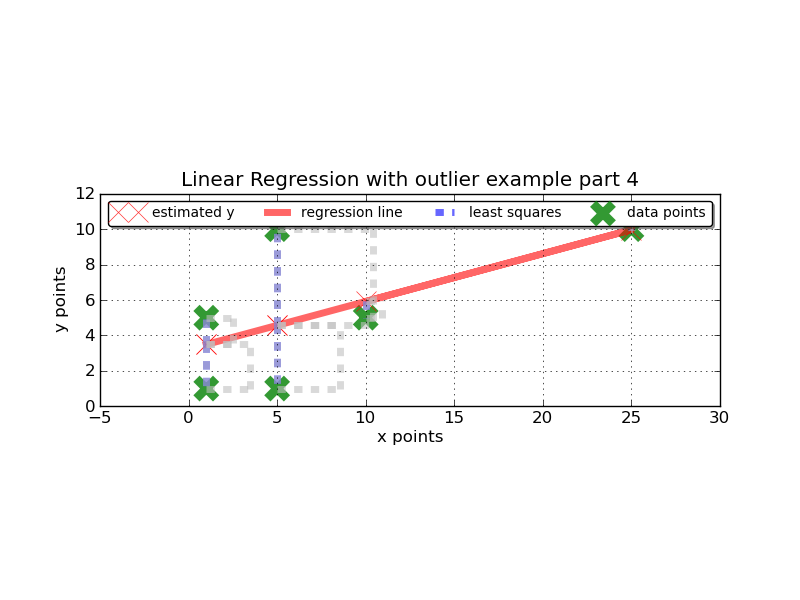 Linear Regression with outlier example part 4
estimated y regression line least squares data points
12
10
8
6
4
2
0
y points
−5 0 5 10 15 20 25 30
x points